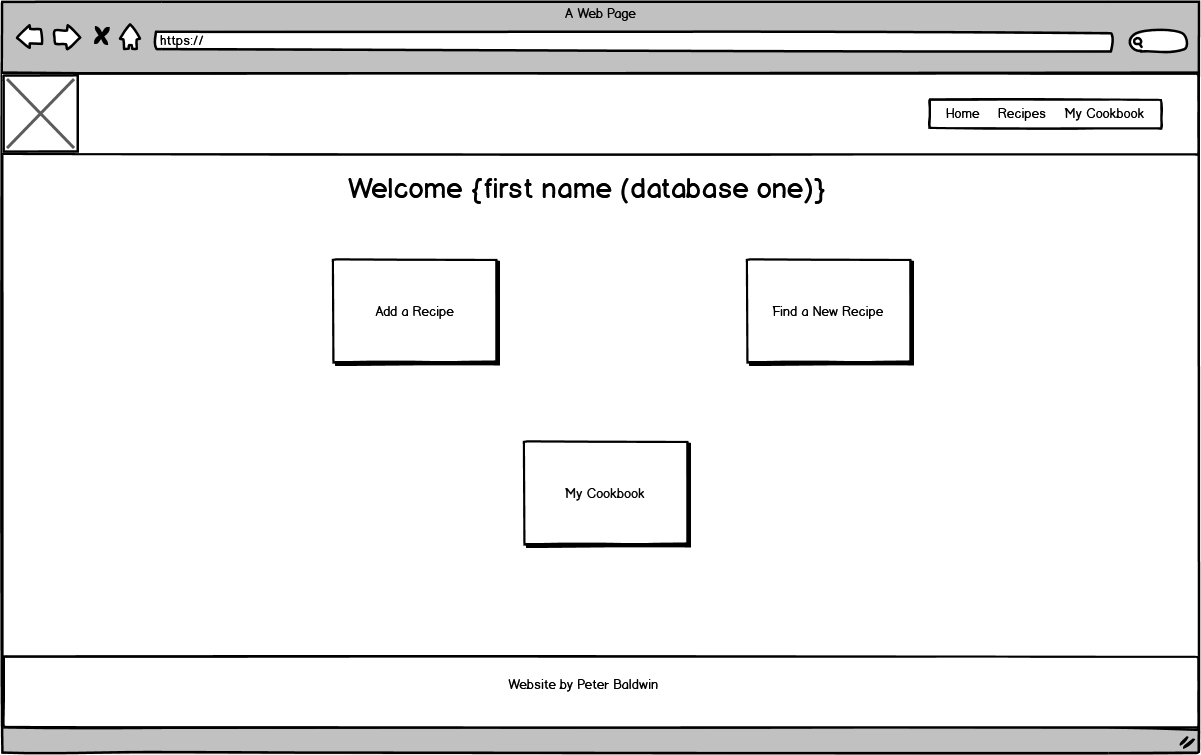 A Web Page
https://
Home Recipes My Cookbook
Welcome {first name (database one)}
Add a Recipe
Find a New Recipe
My Cookbook
Website by Peter Baldwin